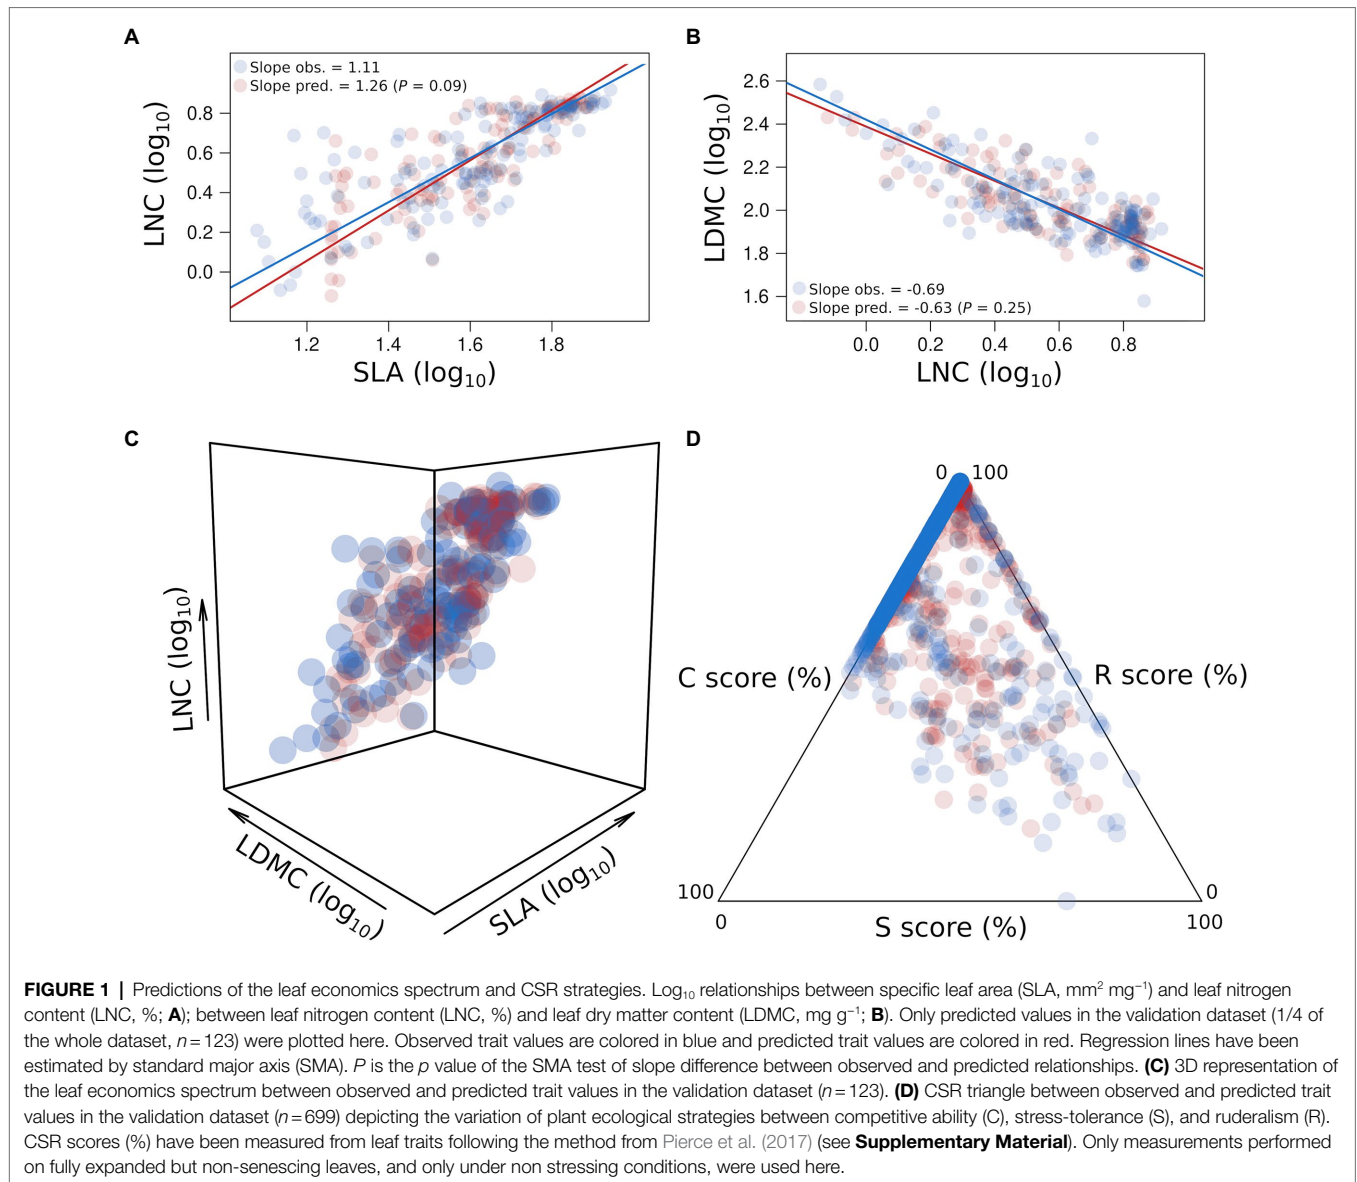 A
Slope obs. = 1.11
Slope pred. = 1.26 (P = 0.09)
LNC (log10)
0.8
0.6
0.4
0.2
0.0
1.2 1.4 1.6 1.8
SLA (log10)
B
LDMC (log10)
2.6
2.4
2.2
2.0
1.8
1.6
Slope obs. = -0.69
Slope pred. = -0.63 (P = 0.25)
0.0 0.2 0.4 0.6 0.8
LNC (log10)
C
LNC (log10)
LDMC (log10)
SLA (log10)
D
0 100
C score (%)
R score (%)
100
0
0
100
S score (%)
FIGURE 1 | Predictions of the leaf economics spectrum and CSR strategies. Log10 relationships between specific leaf area (SLA, mm² mg⁻¹) and leaf nitrogen
content (LNC, %; A); between leaf nitrogen content (LNC, %) and leaf dry matter content (LDMC, mg g⁻¹; B). Only predicted values in the validation dataset (1/4 of
the whole dataset, n=123) were plotted here. Observed trait values are colored in blue and predicted trait values are colored in red. Regression lines have been
estimated by standard major axis (SMA). P is the p value of the SMA test of slope difference between observed and predicted relationships. (C) 3D representation of
the leaf economics spectrum between observed and predicted trait values in the validation dataset (n=123). (D) CSR triangle between observed and predicted trait
values in the validation dataset (n=699) depicting the variation of plant ecological strategies between competitive ability (C), stress-tolerance (S), and ruderalism (R).
CSR scores (%) have been measured from leaf traits following the method from Pierce et al. (2017) (see Supplementary Material). Only measurements performed
on fully expanded but non-senescing leaves, and only under non stressing conditions, were used here.